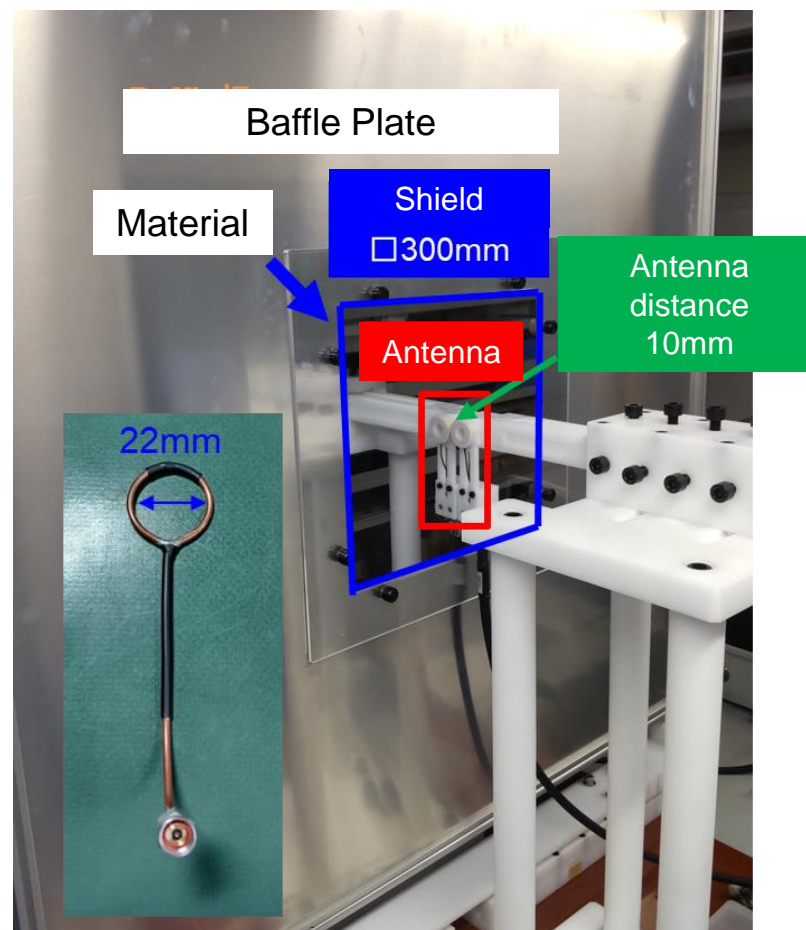 Baffle Plate
Shield
□300mm
Material
Antenna
distance
10mm
Antenna
22mm